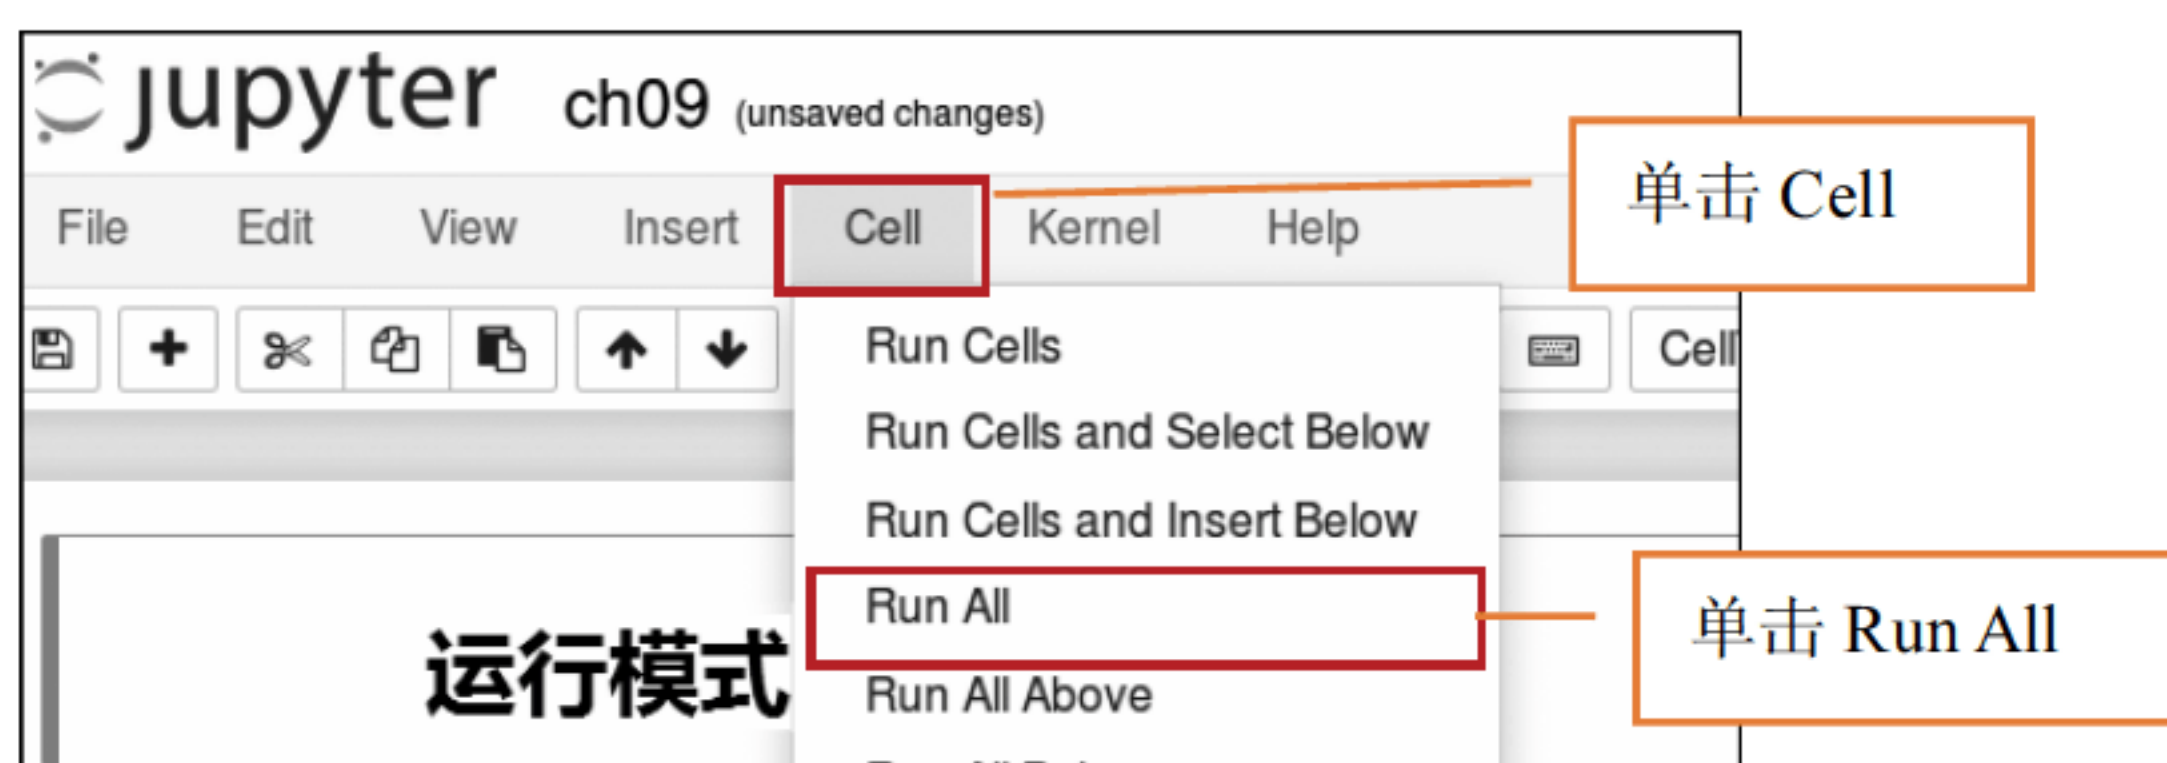 jupyter ch09 (unsaved changes)
单击 Cell
File Edit View Insert Cell Kernel Help
Run Cells
Cell
Run Cells and Select Below
Run Cells and Insert Below
Run All
单击 Run All
运行模式
Run All Above